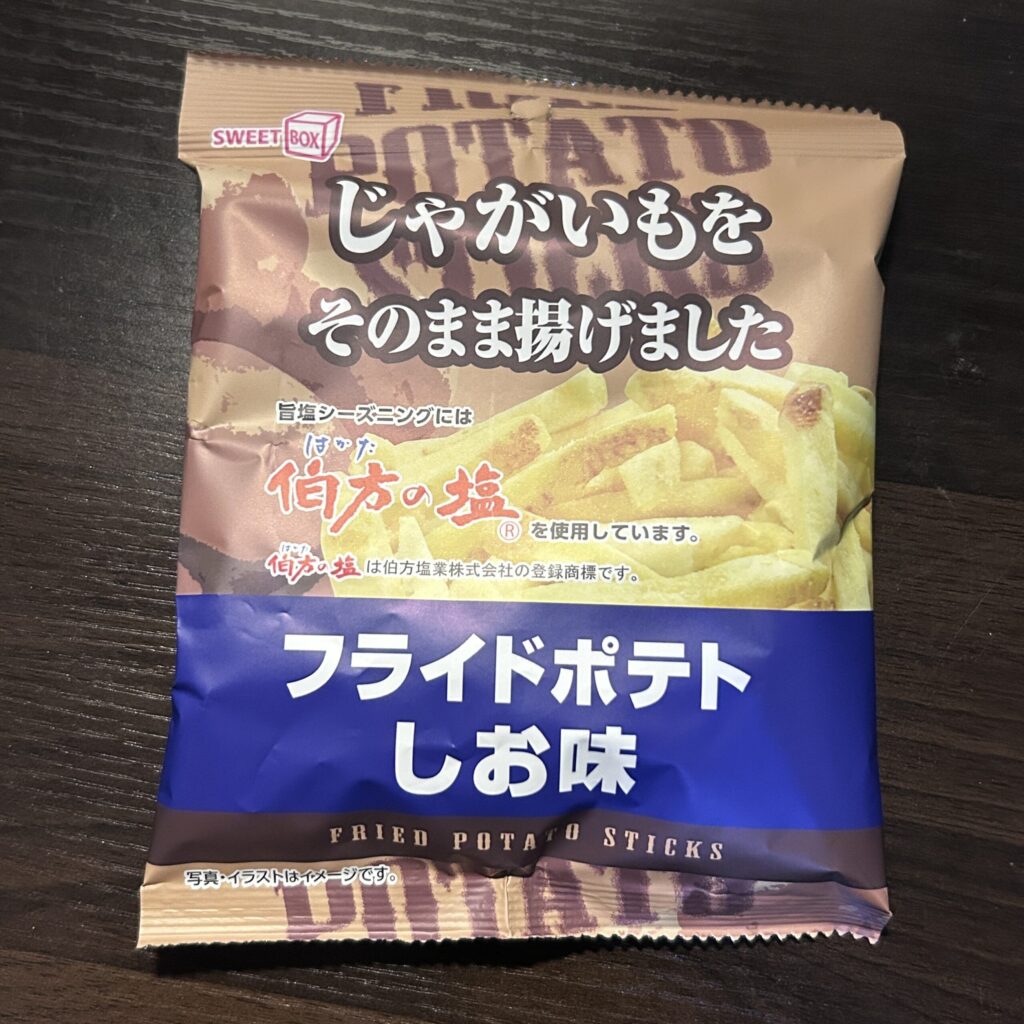 SWEET BOX
POTATO
じゃがいもを
そのまま揚げました
旨塩シーズニングには
はかた
伯方の塩®を使用しています。
はかた
伯方の塩は伯方塩業株式会社の登録商標です。
フライドポテト
しお味
FRIED POTATO STICKS
写真・イラストはイメージです。
POTATO